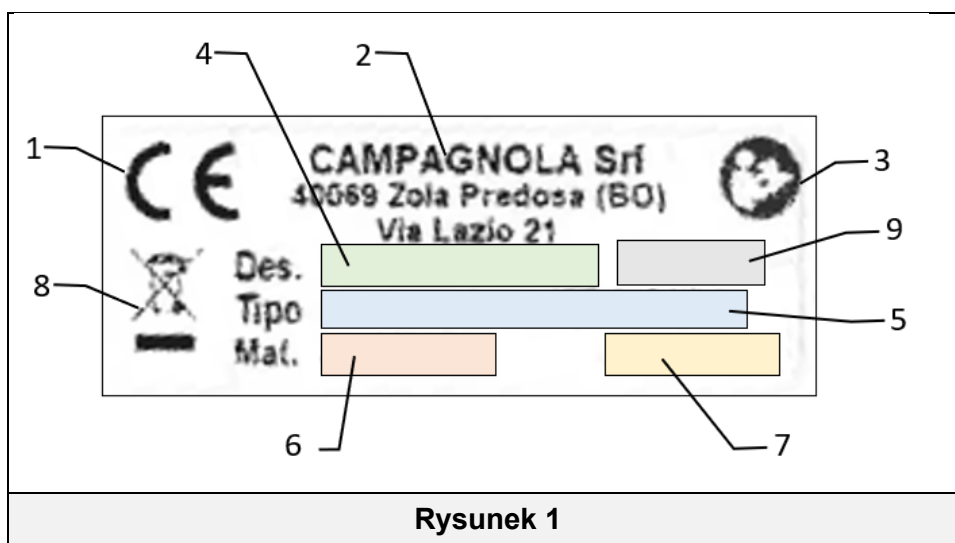 4 2
1 CE CAMPAGNOLA Srl 3
40069 Zola Predosa (BO)
Via Lazio 21
9
8 Des.
Tipo 5
Mat.
6 7
Rysunek 1